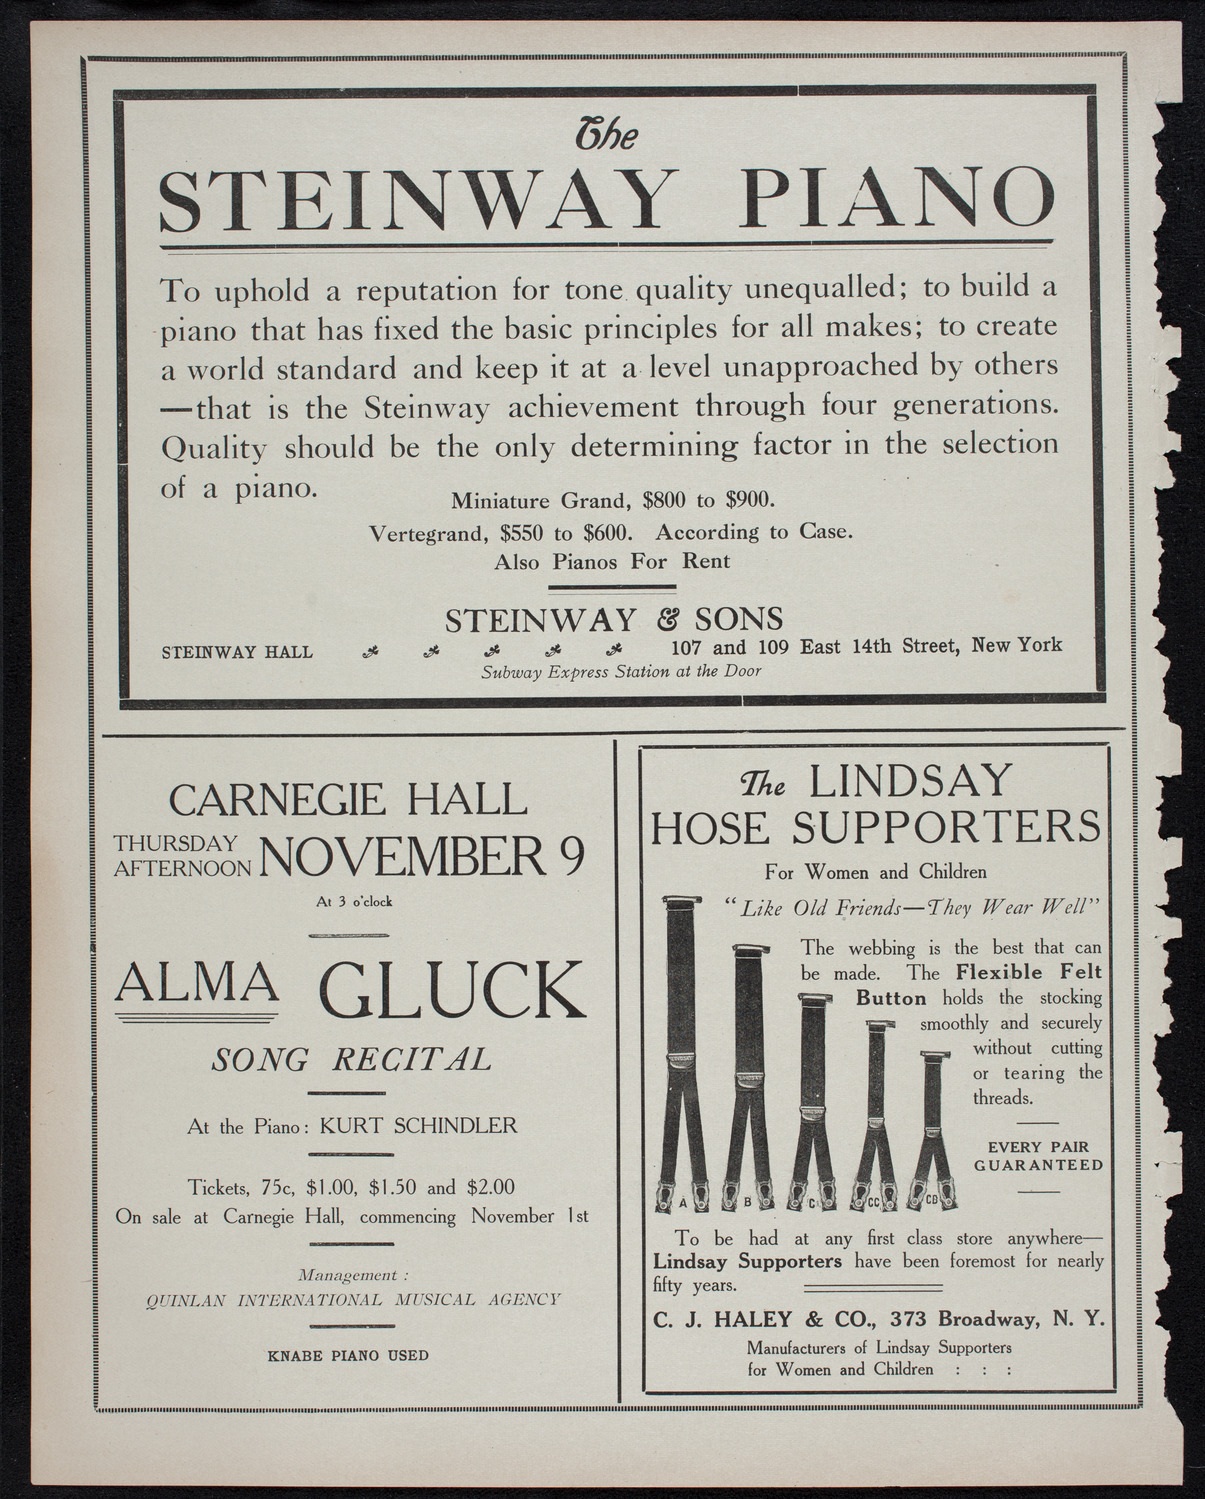 The
STEINWAY PIANO
To uphold a reputation for tone quality unequalled; to build a
piano that has fixed the basic principles for all makes; to create
a world standard and keep it at a level unapproached by others
—that is the Steinway achievement through four generations.
Quality should be the only determining factor in the selection
of a piano.
Miniature Grand, $800 to $900.
Vertegrand, $550 to $600. According to Case.
Also Pianos For Rent
STEINWAY & SONS
STEINWAY HALL 107 and 109 East 14th Street, New York
Subway Express Station at the Door
CARNEGIE HALL
THURSDAY
AFTERNOON NOVEMBER 9
At 3 o'clock
ALMA GLUCK
SONG RECITAL
At the Piano: KURT SCHINDLER
Tickets, 75c, $1.00, $1.50 and $2.00
On sale at Carnegie Hall, commencing November 1st
Management :
QUINLAN INTERNATIONAL MUSICAL AGENCY
KNABE PIANO USED
The LINDSAY
HOSE SUPPORTERS
For Women and Children
"Like Old Friends—They Wear Well"
The webbing is the best that can
be made. The Flexible Felt
Button holds the stocking
smoothly and securely
without cutting
or tearing the
threads.
EVERY PAIR
GUARANTEED
LINDSAY
LINDSAY
A B C CC CB
To be had at any first class store anywhere—
Lindsay Supporters have been foremost for nearly
fifty years.
C. J. HALEY & CO., 373 Broadway, N. Y.
Manufacturers of Lindsay Supporters
for Women and Children : : :